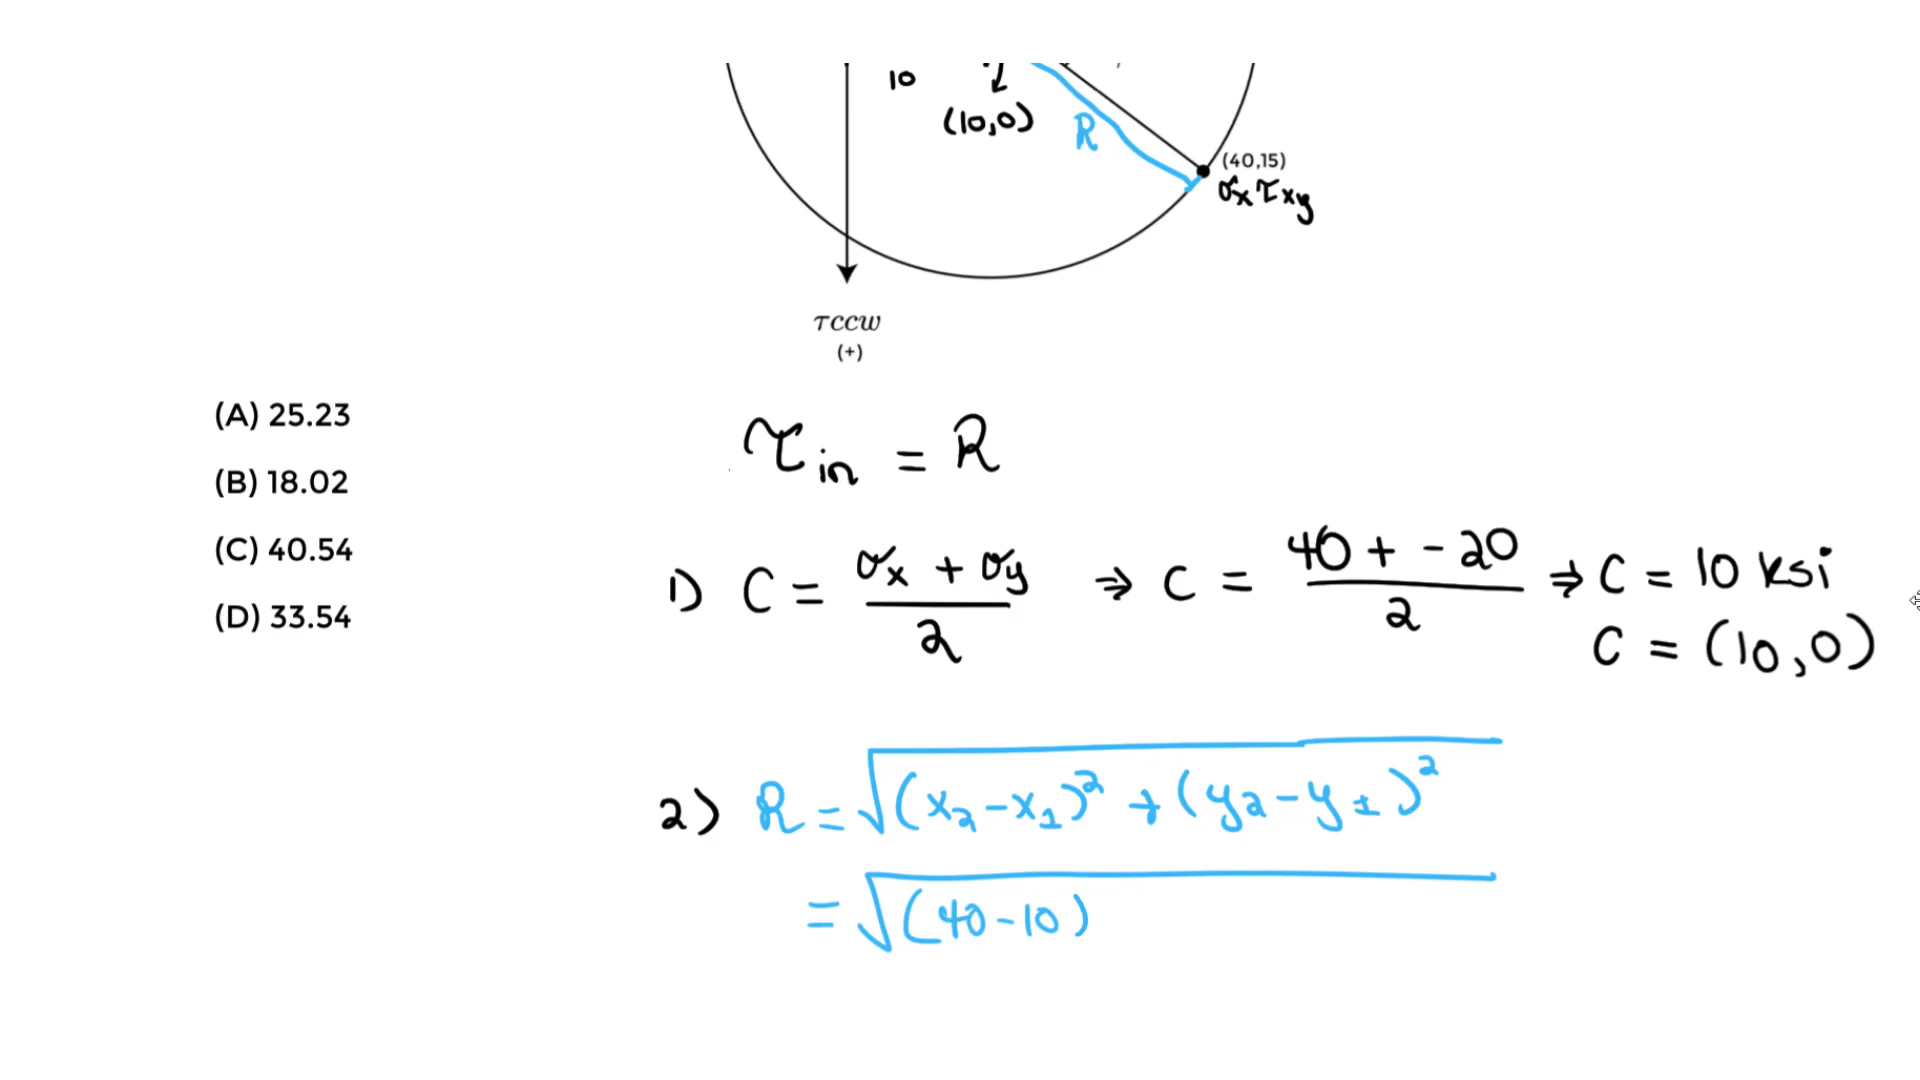 10
(10,0)
R
(40,15)
σx τxy
τccw
(+)
(A) 25.23
(B) 18.02
(C) 40.54
(D) 33.54
τin = R
1) C = σx + σy / 2 ⇒ C = 40 + -20 / 2 ⇒ C = 10 ksi
C = (10,0)
2) R = √(x2-x1)² + (y2-y1)²
= √(40-10)